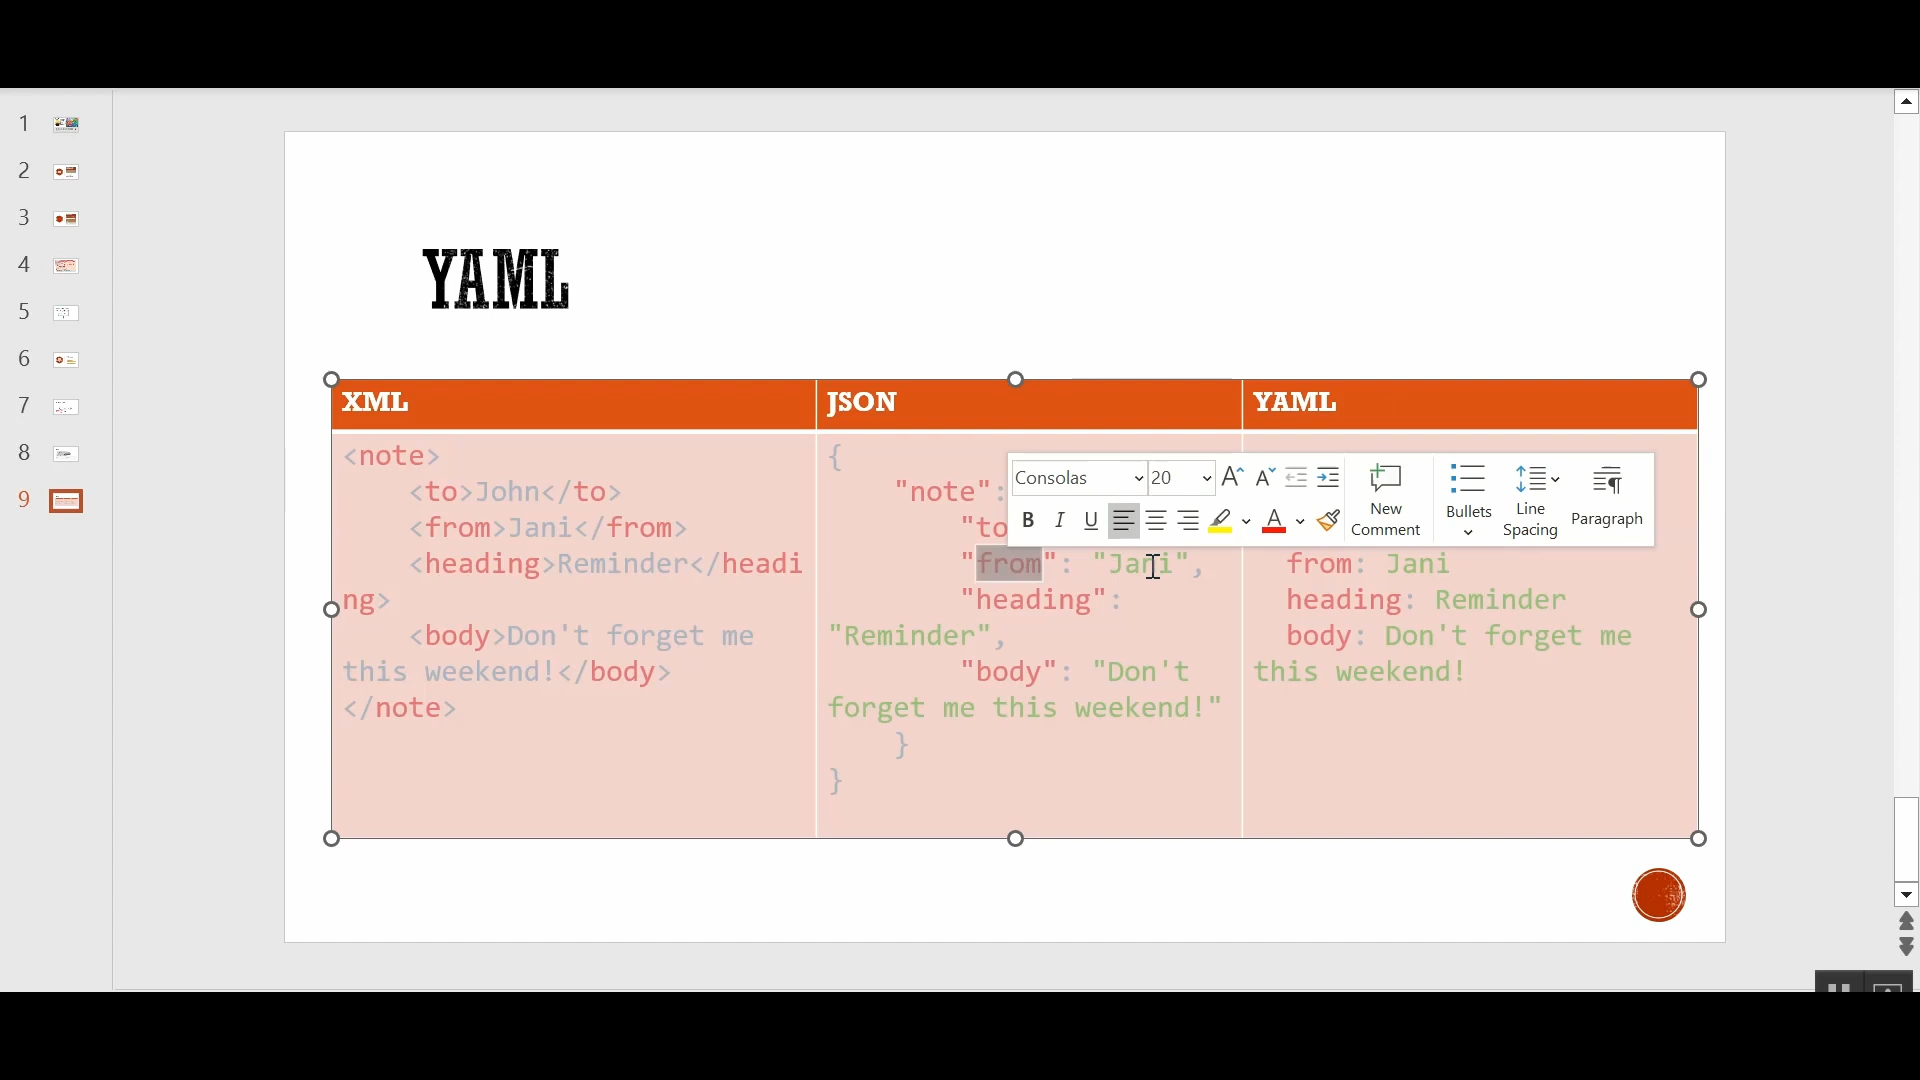 1
2
3
4
5
6
7
8
9
YAML
XML
JSON
YAML
<note>
<to>John</to>
<from>Jani</from>
<heading>Reminder</headi
ng>
<body>Don't forget me
this weekend!</body>
</note>
{
"note":
"to
"from": "Jani",
"heading":
"Reminder",
"body": "Don't
forget me this weekend!"
}
}
from: Jani
heading: Reminder
body: Don't forget me
this weekend!
Consolas
20
A A
B I U A
New
Comment
Bullets
Line
Spacing
Paragraph